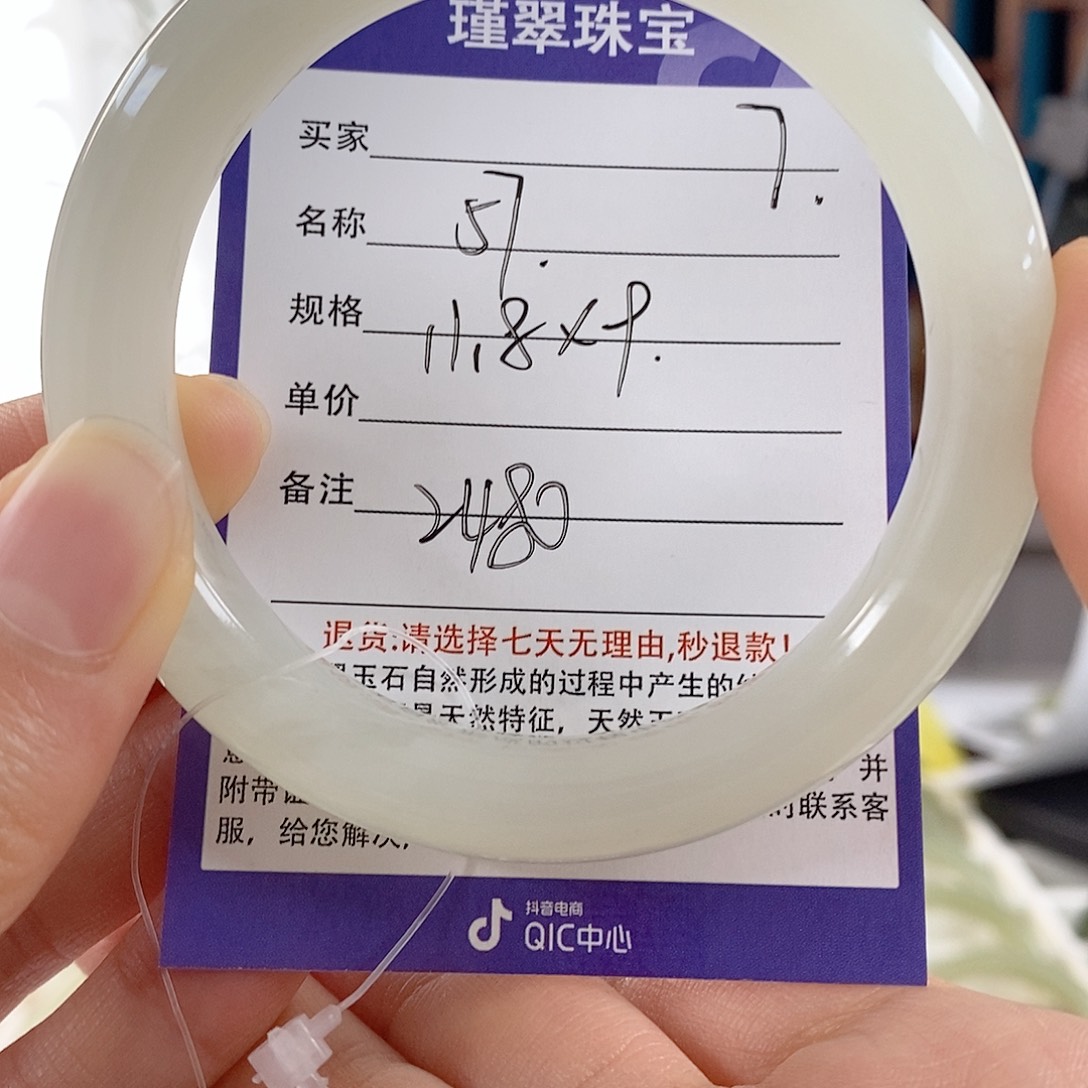 瑾翠珠宝
买家 7.
名称 57.
规格 11.8×9.
单价
备注 2480
退货:请选择七天无理由,秒退款!
玉石自然形成的过程中产生的
是天然特征，天然玉
附带 并
服，给您解决， 联系客
抖音电商
QIC中心